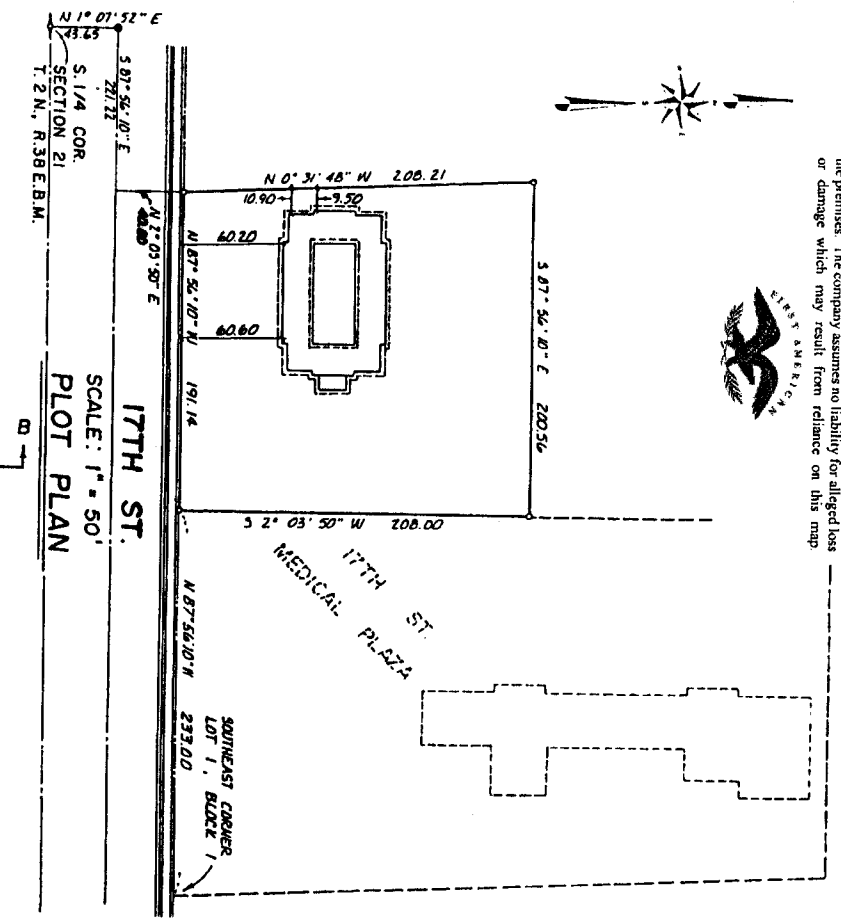 N 1° 07' 52" E
43.63
S 87° 56' 10" E
221.22
S. 1/4 COR.
SECTION 21
T. 2 N., R. 38 E.B.M.
N 2° 03' 50" E
N 0° 31' 48" W 208.21
10.90
9.50
60.20
60.60
N 87° 56' 10" W
191.14
S 87° 56' 10" E 200.56
S 2° 03' 50" W 208.00
17TH ST.
SCALE: 1" = 50'
PLOT PLAN
B
17TH ST.
MEDICAL PLAZA
N 87° 56' 10" W 233.00
SOUTHEAST CORNER
LOT 1, BLOCK 1
FIRST AMERICAN
the premises. The company assumes no liability for alleged loss
or damage which may result from reliance on this map.